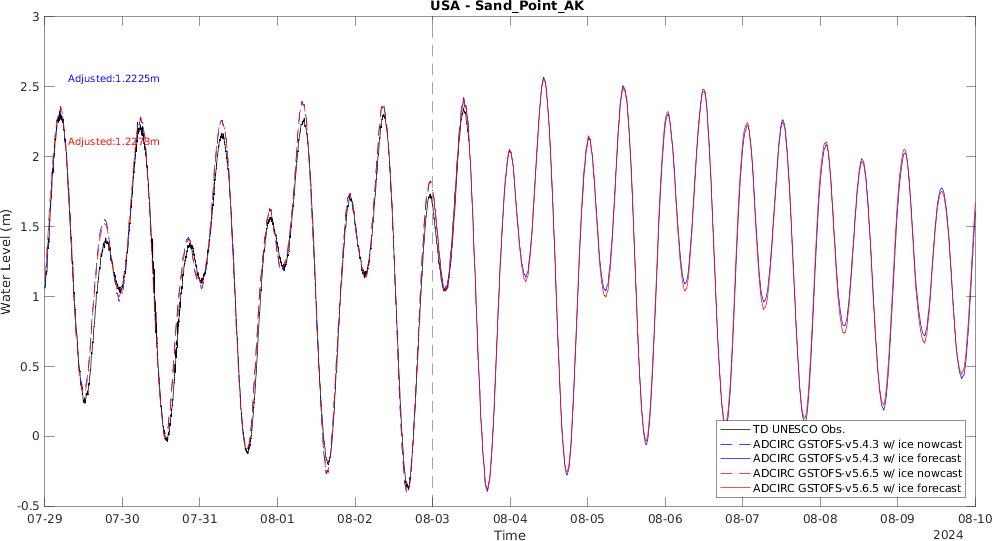 USA - Sand_Point_AK
3
2.5
2
1.5
1
0.5
0
-0.5
Water Level (m)
Adjusted:1.2225m
Adjusted:1.2273m
TD UNESCO Obs.
ADCIRC GSTOFS-v5.4.3 w/ ice nowcast
ADCIRC GSTOFS-v5.4.3 w/ ice forecast
ADCIRC GSTOFS-v5.6.5 w/ ice nowcast
ADCIRC GSTOFS-v5.6.5 w/ ice forecast
07-29 07-30 07-31 08-01 08-02 08-03 08-04 08-05 08-06 08-07 08-08 08-09 08-10
Time
2024